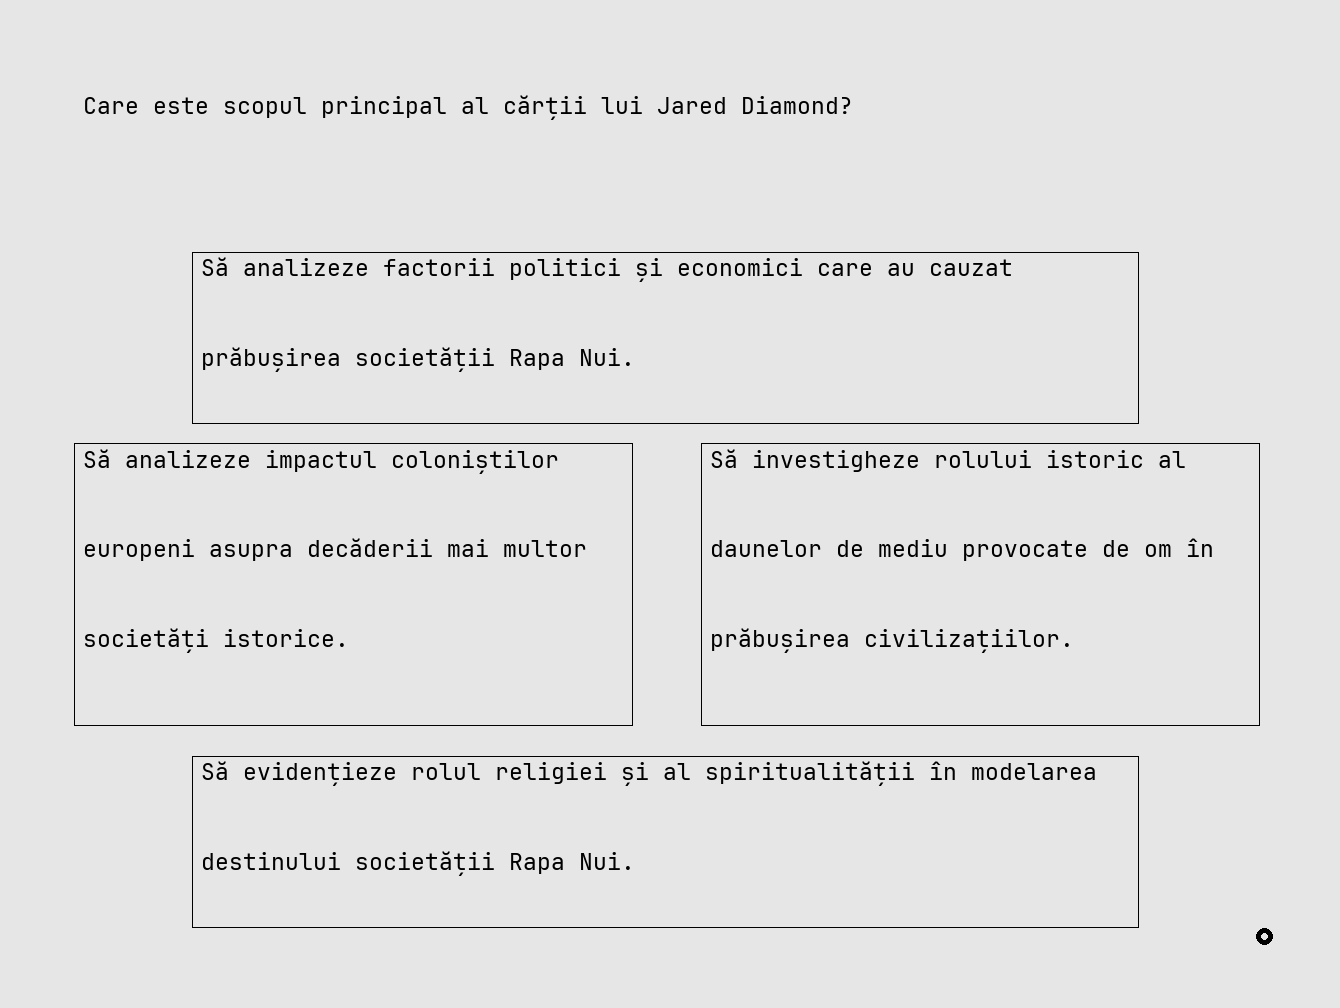 Care este scopul principal al cărții lui Jared Diamond?
Să analizeze factorii politici și economici care au cauzat
prăbușirea societății Rapa Nui.
Să analizeze impactul coloniștilor
europeni asupra decăderii mai multor
societăți istorice.
Să investigheze rolului istoric al
daunelor de mediu provocate de om în
prăbușirea civilizațiilor.
Să evidențieze rolul religiei și al spiritualității în modelarea
destinului societății Rapa Nui.